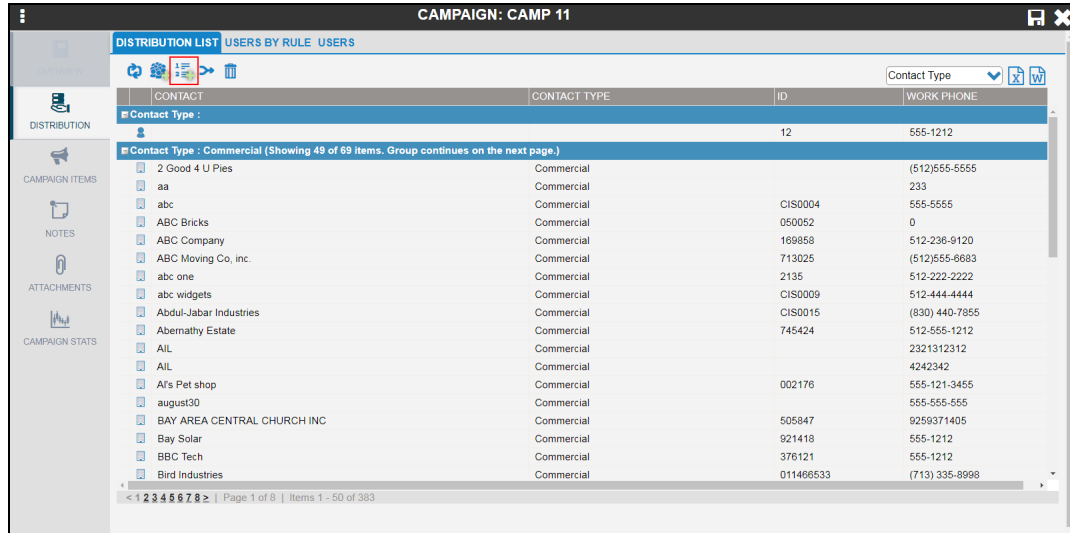 CAMPAIGN: CAMP 11
DISTRIBUTION LIST USERS BY RULE USERS
Contact Type
CONTACT CONTACT TYPE ID WORK PHONE
Contact Type :
12 555-1212
Contact Type : Commercial (Showing 49 of 69 items. Group continues on the next page.)
2 Good 4 U Pies Commercial (512)555-5555
aa Commercial 233
abc Commercial CIS0004 555-5555
ABC Bricks Commercial 050052 0
ABC Company Commercial 169858 512-236-9120
ABC Moving Co, inc. Commercial 713025 (512)555-6683
abc one Commercial 2135 512-222-2222
abc widgets Commercial CIS0009 512-444-4444
Abdul-Jabar Industries Commercial CIS0015 (830) 440-7855
Abernathy Estate Commercial 745424 512-555-1212
AIL Commercial 2321312312
AIL Commercial 4242342
Al's Pet shop Commercial 002176 555-121-3455
august30 Commercial 555-555-555
BAY AREA CENTRAL CHURCH INC Commercial 505847 9259371405
Bay Solar Commercial 921418 555-1212
BBC Tech Commercial 376121 555-1212
Bird Industries Commercial 011466533 (713) 335-8998
< 1 2 3 4 5 6 7 8 > | Page 1 of 8 | Items 1 - 50 of 383
DISTRIBUTION
CAMPAIGN ITEMS
NOTES
ATTACHMENTS
CAMPAIGN STATS